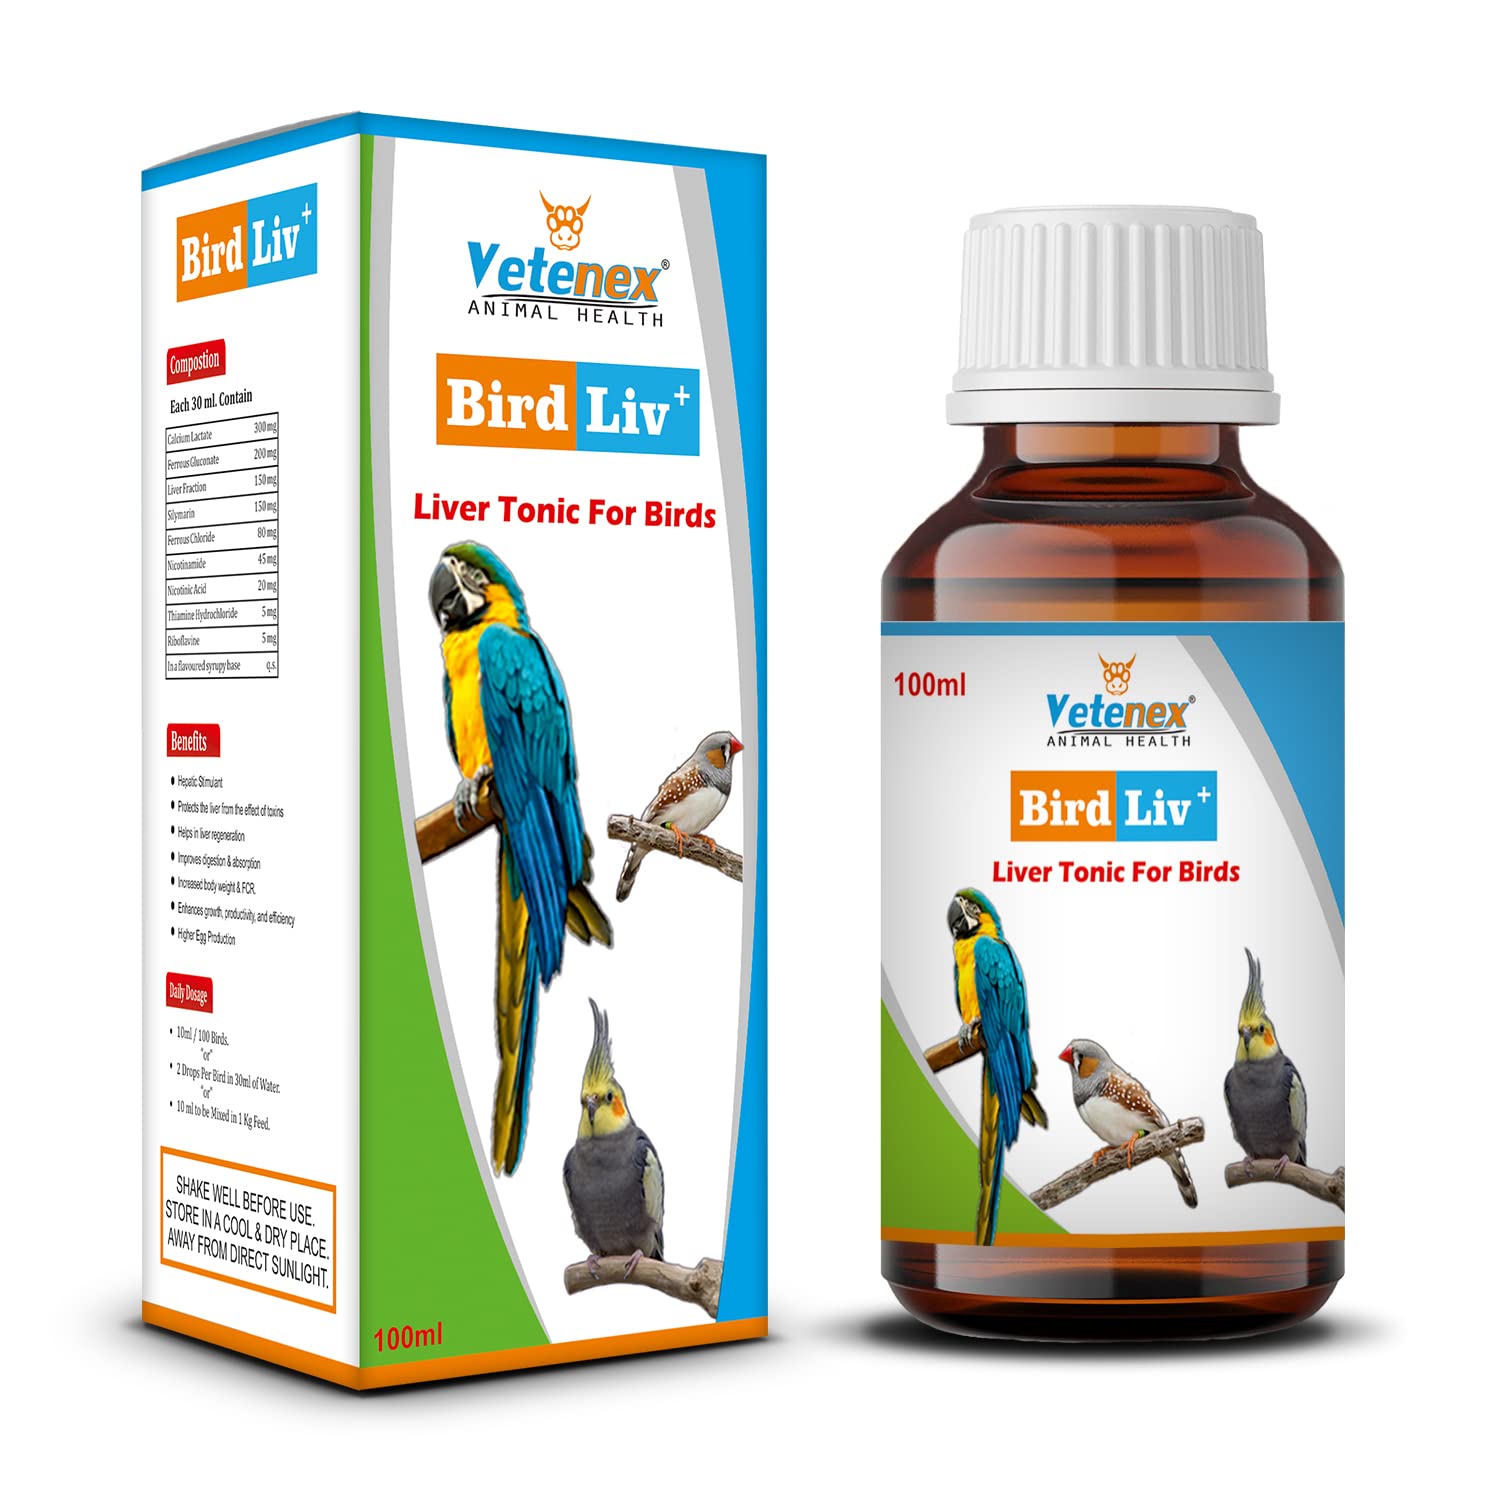 Bird Liv+
Compostion
Each 30 ml. Contain
Calcium Lactate 300 mg
Ferrous Gluconate 200 mg
Liver Fraction 150 mg
Silymarin 150 mg
Ferrous Chloride 80 mg
Nicotinamide 45 mg
Nicotinic Acid 20 mg
Thiamine Hydrochloride 5 mg
Riboflavine 5 mg
In a flavoured syrupy base q.s.
Benefits
• Hepatic Stimulant
• Protects the liver from the effect of toxins
• Helps in liver regeneration
• Improves digestion & absorption
• Increased body weight & FCR.
• Enhances growth, productivity, and efficiency
• Higher Egg Production
Daily Dosage
• 10ml / 100 Birds.
"or"
• 2 Drops Per Bird in 30ml of Water.
"or"
• 10 ml to be Mixed in 1 Kg Feed.
SHAKE WELL BEFORE USE.
STORE IN A COOL & DRY PLACE.
AWAY FROM DIRECT SUNLIGHT.
Vetenex®
ANIMAL HEALTH
Bird Liv+
Liver Tonic For Birds
100ml
100ml
Vetenex®
ANIMAL HEALTH
Bird Liv+
Liver Tonic For Birds